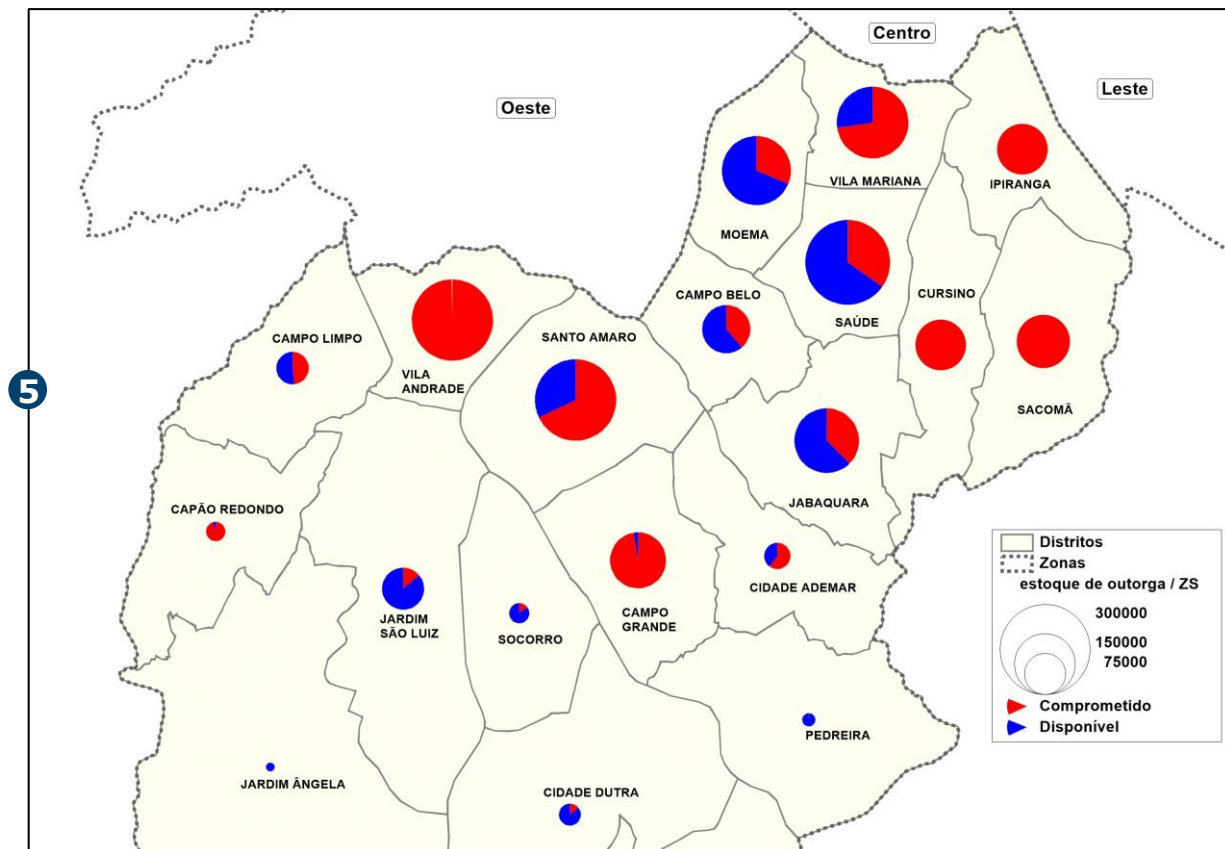 Centro
Oeste
Leste
VILA MARIANA
IPIRANGA
MOEMA
CAMPO BELO
CURSINO
SAÚDE
CAMPO LIMPO
SANTO AMARO
VILA
ANDRADE
SACOMÃ
5
JABAQUARA
CAPÃO REDONDO
CIDADE ADEMAR
JARDIM
SÃO LUIZ
SOCORRO
CAMPO
GRANDE
PEDREIRA
JARDIM ÂNGELA
CIDADE DUTRA
Distritos
Zonas
estoque de outorga / ZS
300000
150000
75000
Comprometido
Disponível